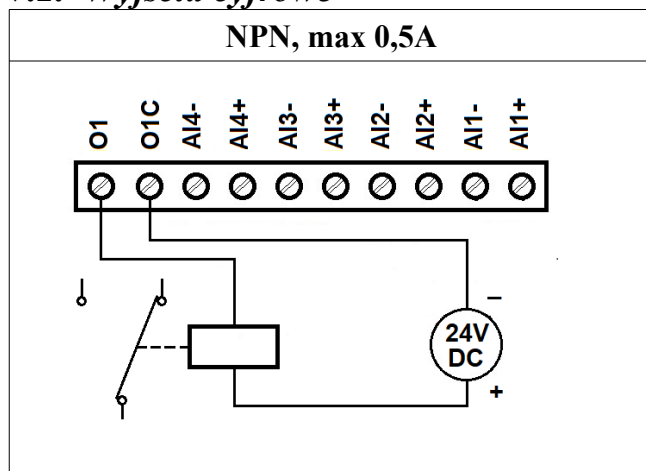 NPN, max 0,5A
O1 O1C AI4- AI4+ AI3- AI3+ AI2- AI2+ AI1- AI1+
–
24V
DC
+